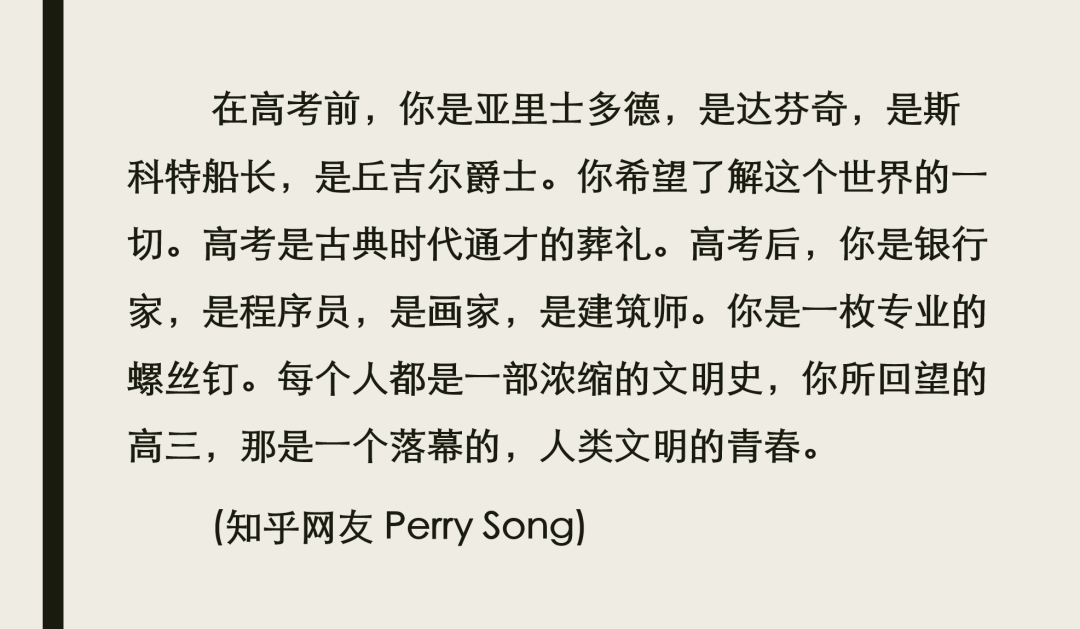 在高考前，你是亚里士多德，是达芬奇，是斯
科特船长，是丘吉尔爵士。你希望了解这个世界的一
切。高考是古典时代通才的葬礼。高考后，你是银行
家，是程序员，是画家，是建筑师。你是一枚专业的
螺丝钉。每个人都是一部浓缩的文明史，你所回望的
高三，那是一个落幕的，人类文明的青春。
(知乎网友 Perry Song)